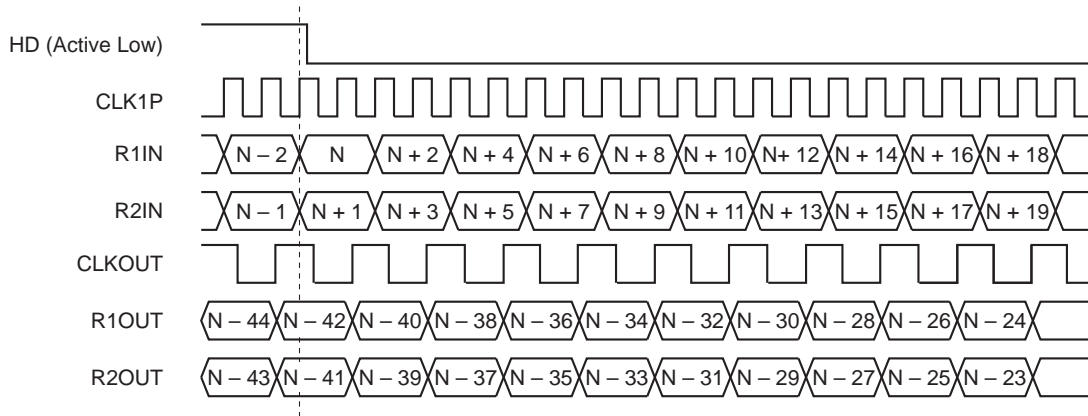 HD (Active Low)
CLK1P
R1IN N – 2 N N + 2 N + 4 N + 6 N + 8 N + 10 N+ 12 N + 14 N + 16 N + 18
R2IN N – 1 N + 1 N + 3 N + 5 N + 7 N + 9 N + 11 N + 13 N + 15 N + 17 N + 19
CLKOUT
R1OUT N – 44 N – 42 N – 40 N – 38 N – 36 N – 34 N – 32 N – 30 N – 28 N – 26 N – 24
R2OUT N – 43 N – 41 N – 39 N – 37 N – 35 N – 33 N – 31 N – 29 N – 27 N – 25 N – 23